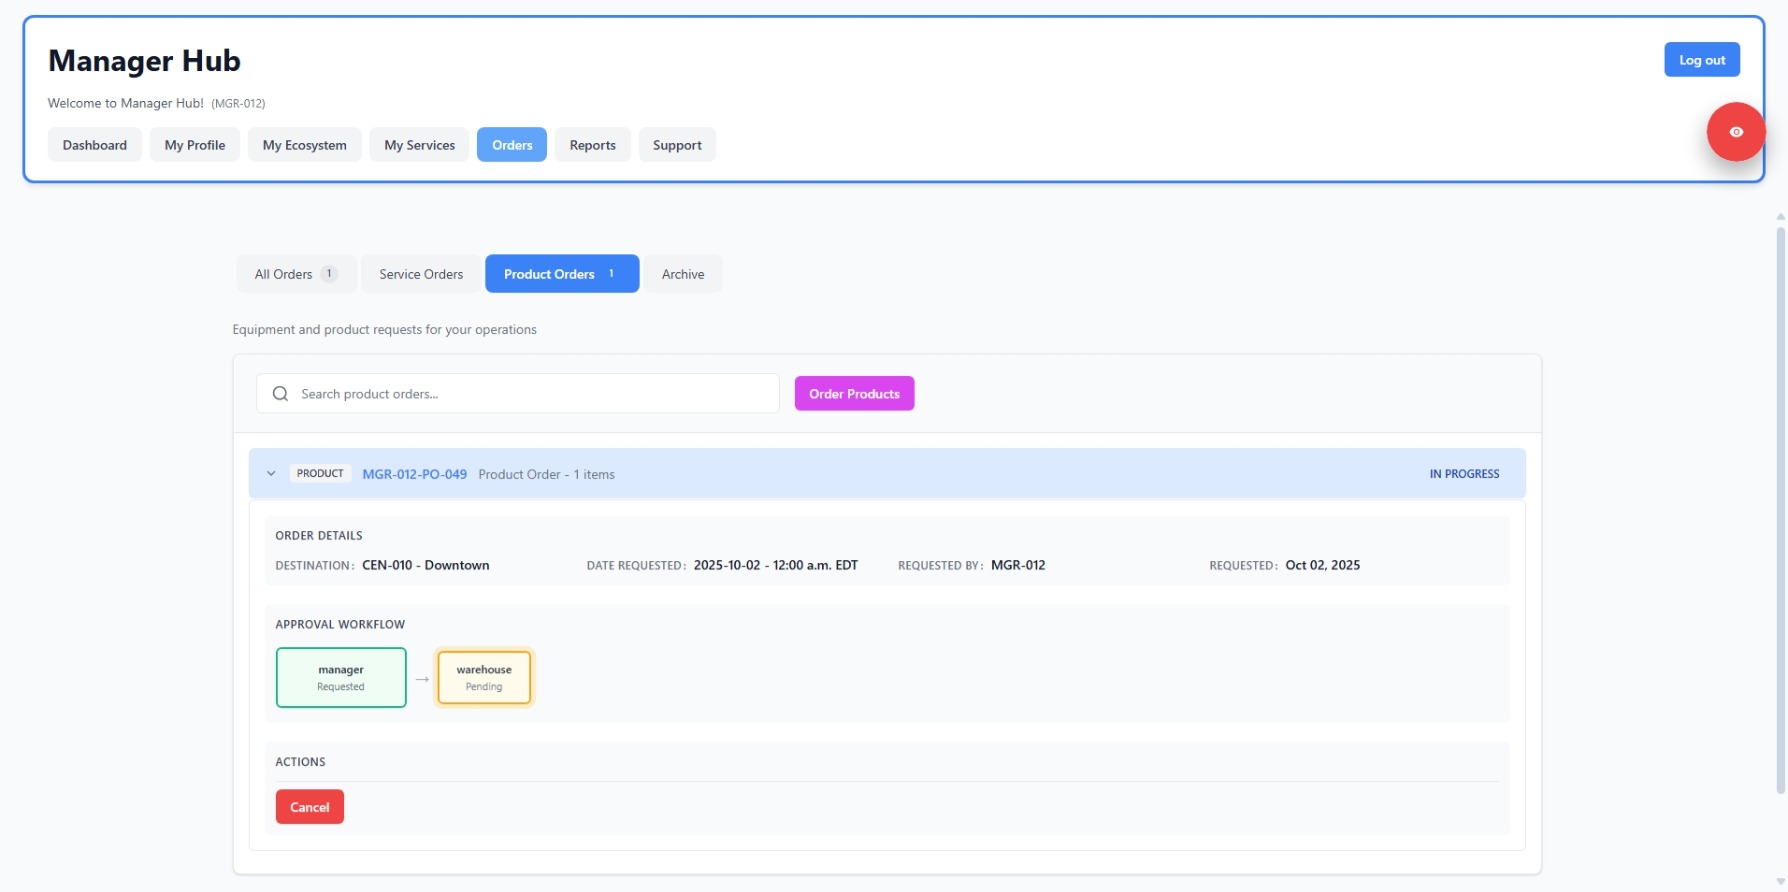 Manager Hub
Log out
Welcome to Manager Hub! (MGR-012)
Dashboard My Profile My Ecosystem My Services Orders Reports Support
All Orders 1 Service Orders Product Orders 1 Archive
Equipment and product requests for your operations
Search product orders... Order Products
PRODUCT MGR-012-PO-049 Product Order - 1 items IN PROGRESS
ORDER DETAILS
DESTINATION: CEN-010 - Downtown DATE REQUESTED: 2025-10-02 - 12:00 a.m. EDT REQUESTED BY: MGR-012 REQUESTED: Oct 02, 2025
APPROVAL WORKFLOW
manager → warehouse
Requested Pending
ACTIONS
Cancel